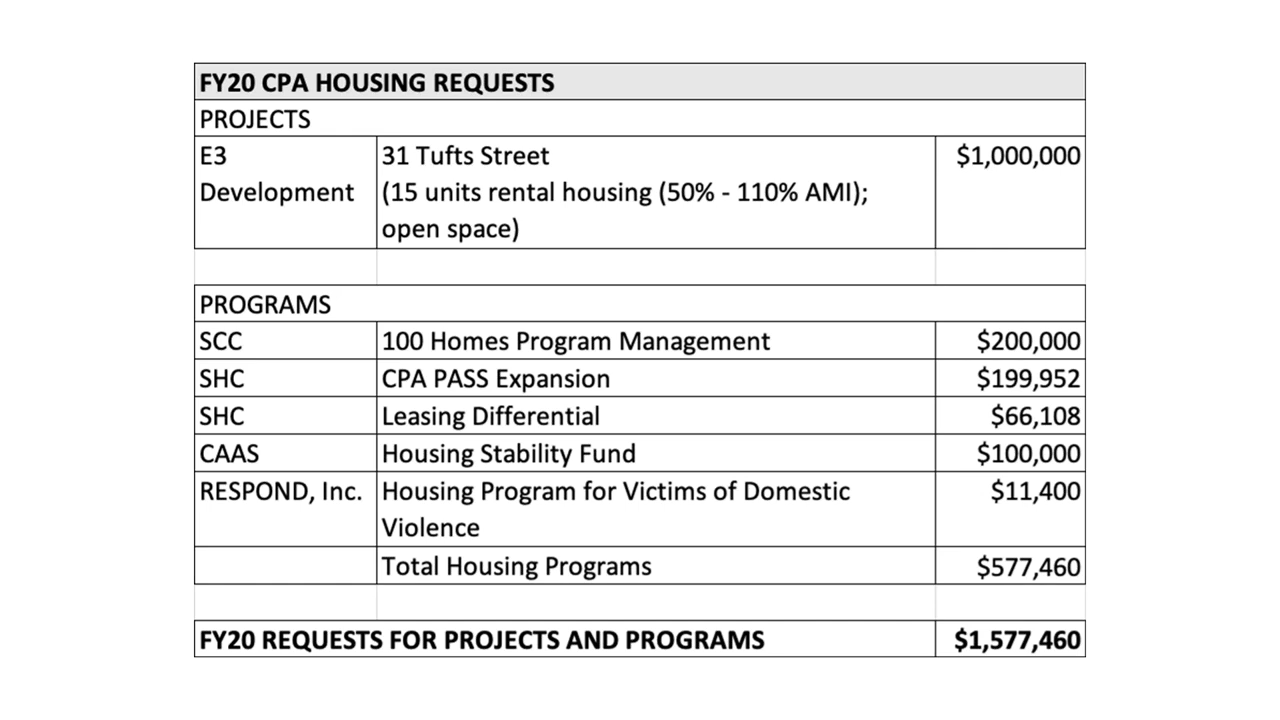 FY20 CPA HOUSING REQUESTS
PROJECTS
E3 Development
31 Tufts Street
(15 units rental housing (50% - 110% AMI);
open space)
$1,000,000
PROGRAMS
SCC 100 Homes Program Management $200,000
SHC CPA PASS Expansion $199,952
SHC Leasing Differential $66,108
CAAS Housing Stability Fund $100,000
RESPOND, Inc. Housing Program for Victims of Domestic
Violence $11,400
Total Housing Programs $577,460
FY20 REQUESTS FOR PROJECTS AND PROGRAMS $1,577,460